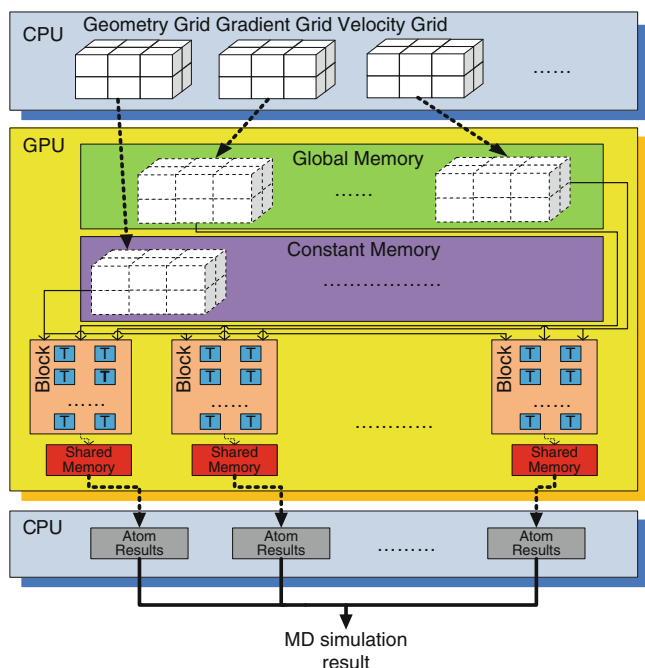 CPU
Geometry Grid Gradient Grid Velocity Grid
......
GPU
Global Memory
......
Constant Memory
..................
Block
T T
T T
......
T T
Block
T T
T T
......
T T
............
Block
T T
T T
......
T T
Shared
Memory
Shared
Memory
Shared
Memory
CPU
Atom
Results
Atom
Results
.........
Atom
Results
MD simulation
result